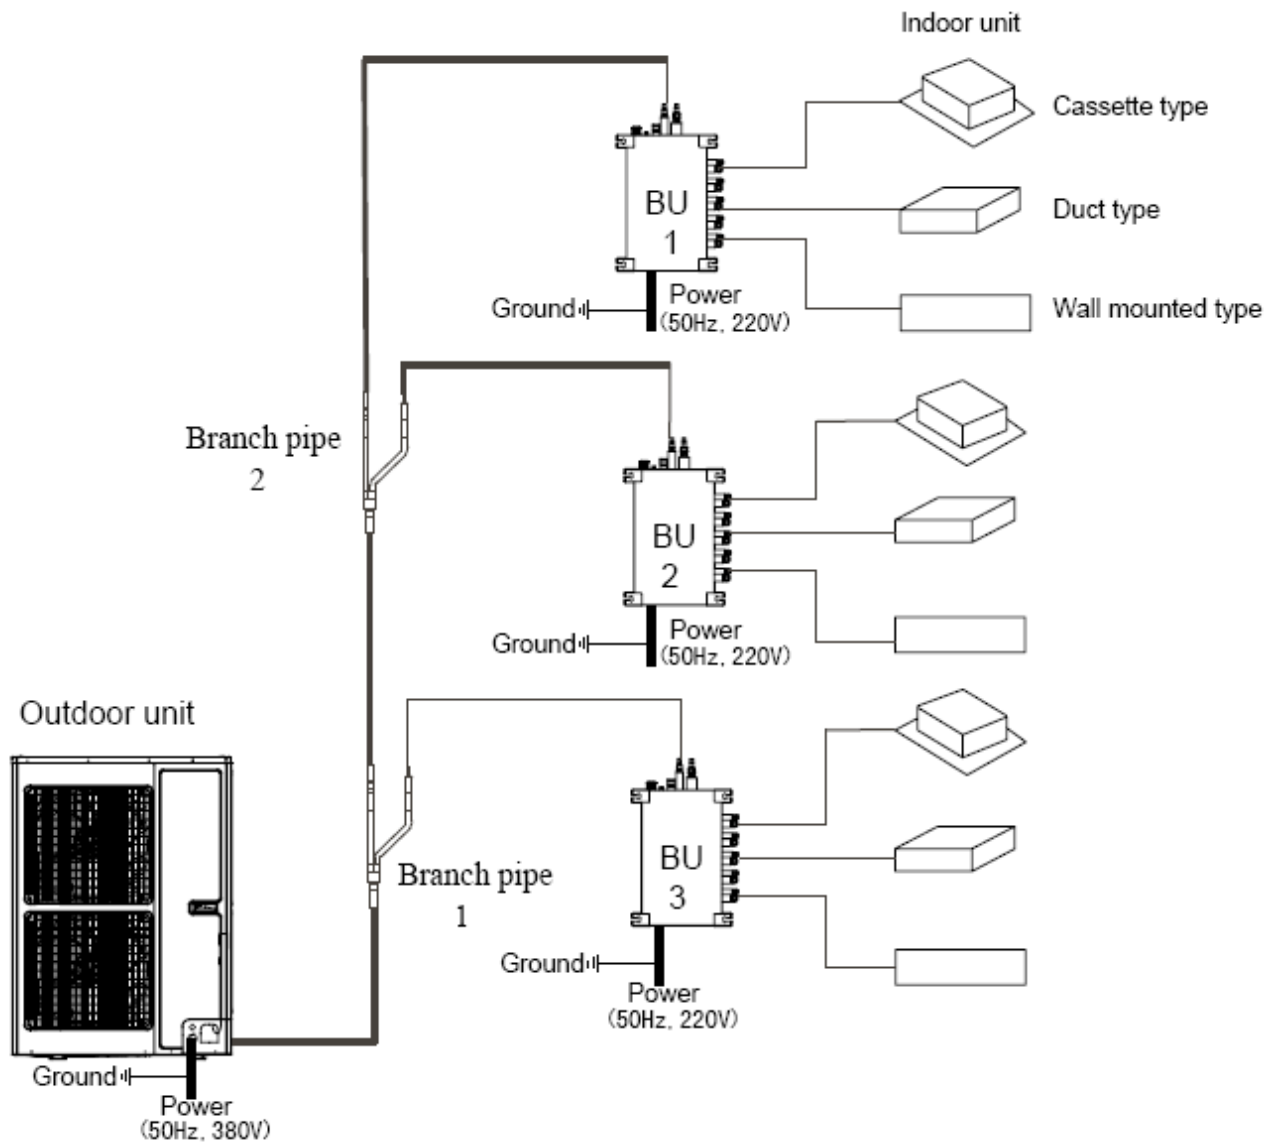 Indoor unit
Cassette type
BU
1
Duct type
Ground
Power
(50Hz, 220V)
Wall mounted type
Branch pipe
2
BU
2
Ground
Power
(50Hz, 220V)
Outdoor unit
Branch pipe
1
BU
3
Ground
Power
(50Hz, 220V)
Ground
Power
(50Hz, 380V)